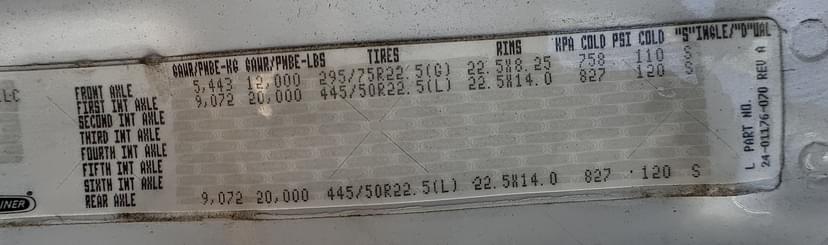 GAWR/PNBE-KG GAWR/PNBE-LBS TIRES RIMS KPA COLD PSI COLD "S"INGLE/"D"UAL
FRONT AXLE 5,443 12,000 295/75R22.5(G) 22.5X8.25 758 110 S
FIRST INT AXLE 9,072 20,000 445/50R22.5(L) 22.5X14.0 827 120 S
SECOND INT AXLE
THIRD INT AXLE
FOURTH INT AXLE
FIFTH INT AXLE
SIXTH INT AXLE
REAR AXLE 9,072 20,000 445/50R22.5(L) 22.5X14.0 827 120 S
INER
L PART NO.
24-01176-070 REV A